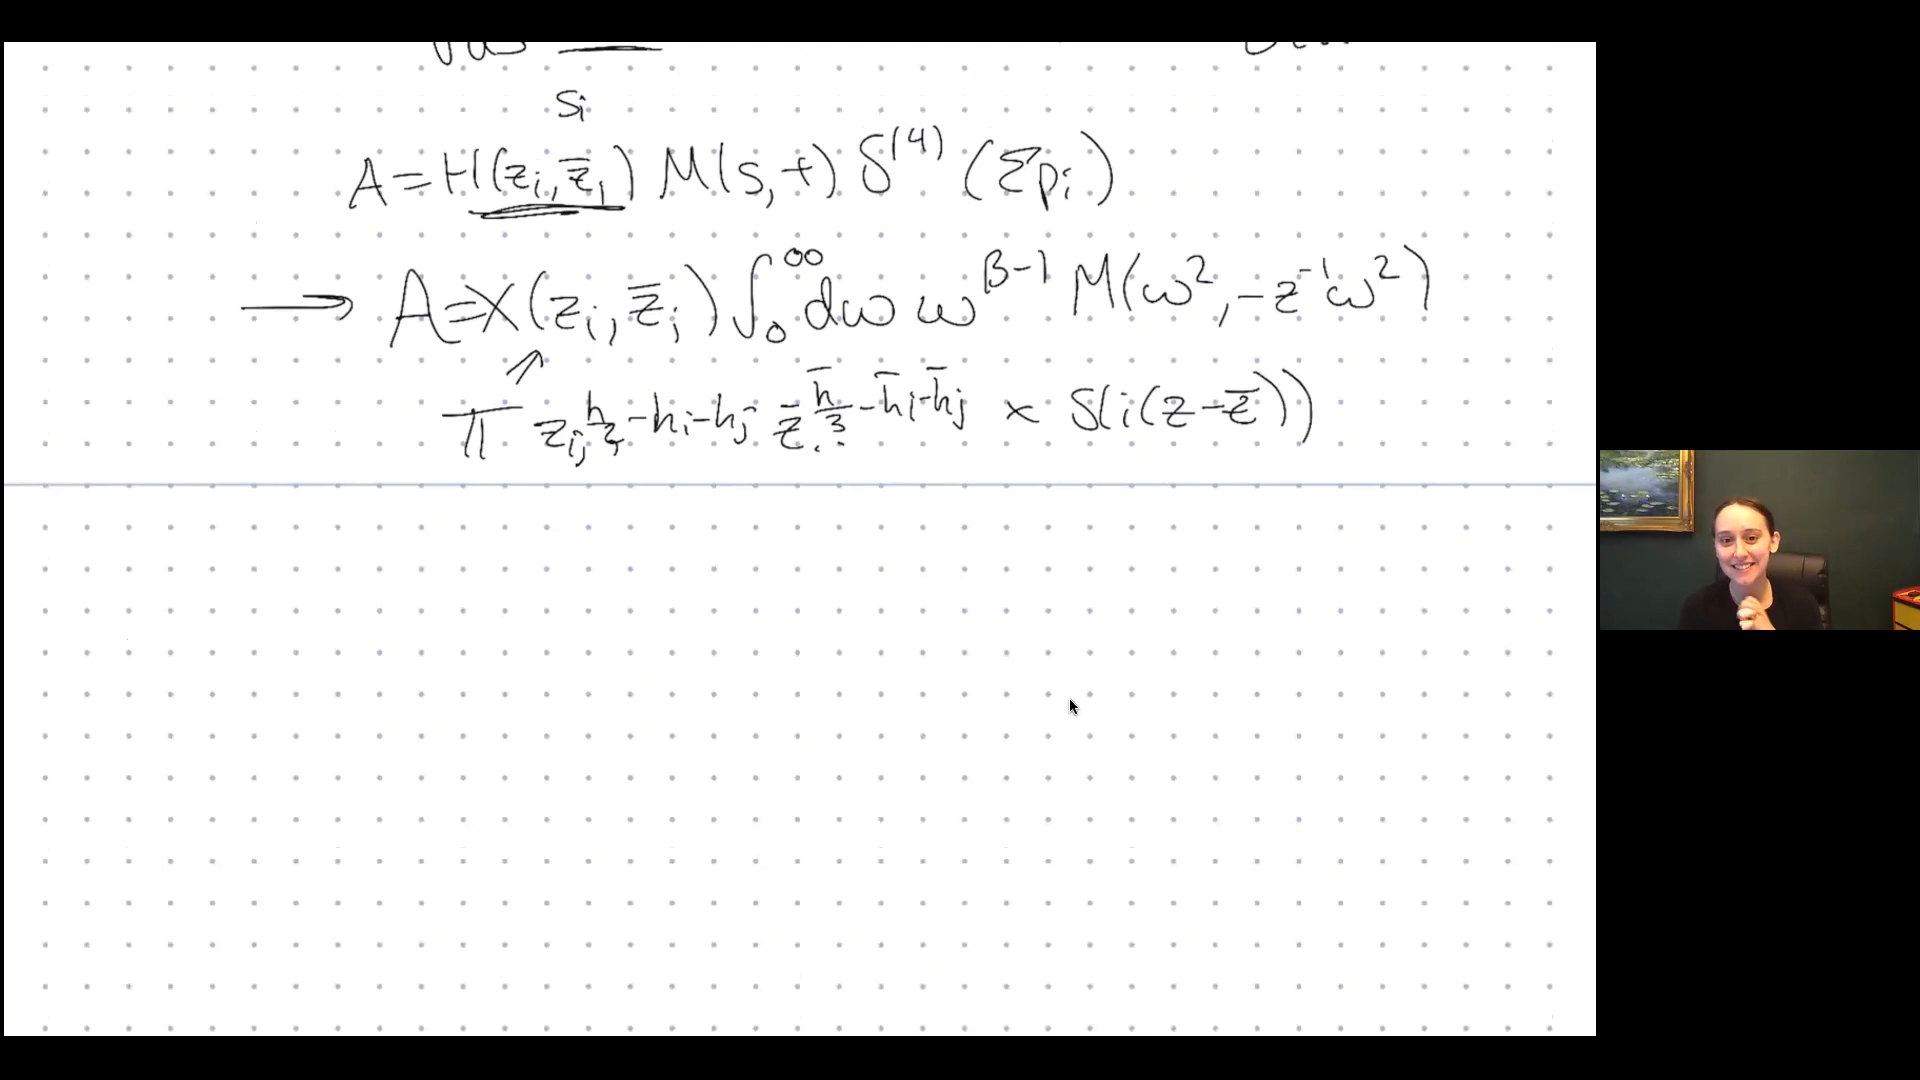 Si
A = H(z_i, z̄_i) M(s,t) δ^(4) (Σp_i)
→ A = X(z_i, z̄_i) ∫_0^∞ dω ω^{β-1} M(ω², -z^{-1}ω²)
↗
Π z_ij^{h/3 - h_i - h_j} z̄^{h̄/3 - h̄_i - h̄_j} × δ(i(z - z̄))